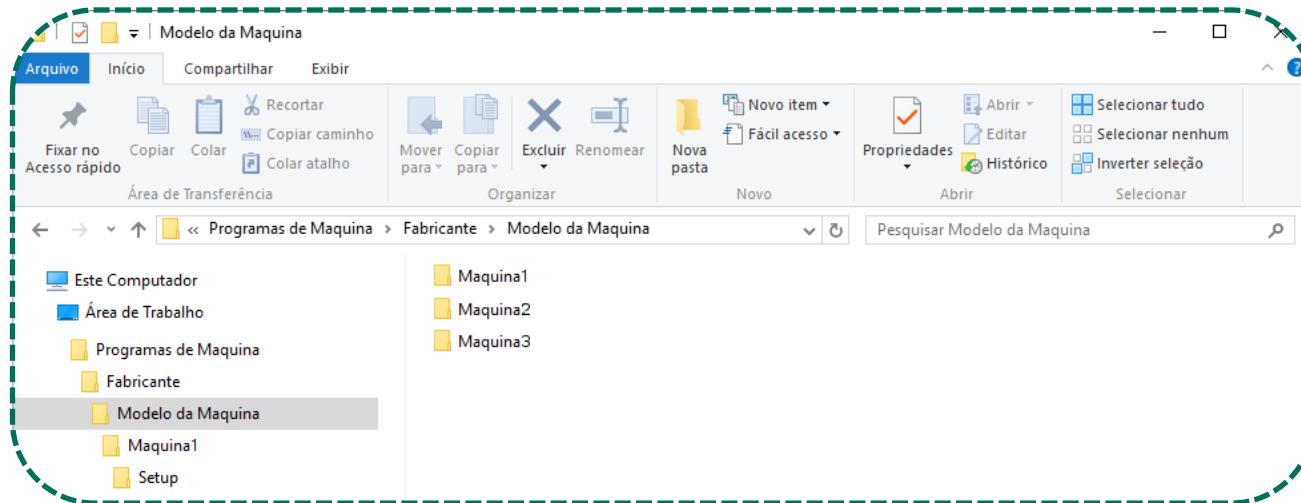 Modelo da Maquina
Arquivo Início Compartilhar Exibir
Fixar no Acesso rápido
Copiar
Colar
Recortar
Copiar caminho
Colar atalho
Área de Transferência
Mover para
Copiar para
Excluir
Renomear
Organizar
Nova pasta
Novo item
Fácil acesso
Novo
Propriedades
Abrir
Editar
Histórico
Abrir
Selecionar tudo
Selecionar nenhum
Inverter seleção
Selecionar
« Programas de Maquina > Fabricante > Modelo da Maquina
Pesquisar Modelo da Maquina
Este Computador
Área de Trabalho
Programas de Maquina
Fabricante
Modelo da Maquina
Maquina1
Setup
Maquina1
Maquina2
Maquina3